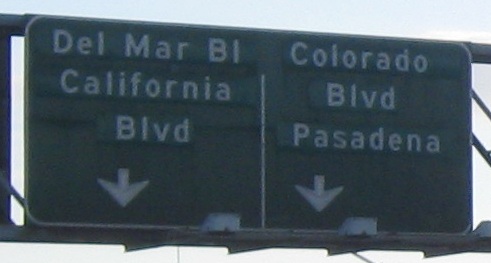 Del Mar Bl
California
Blvd
Colorado
Blvd
Pasadena